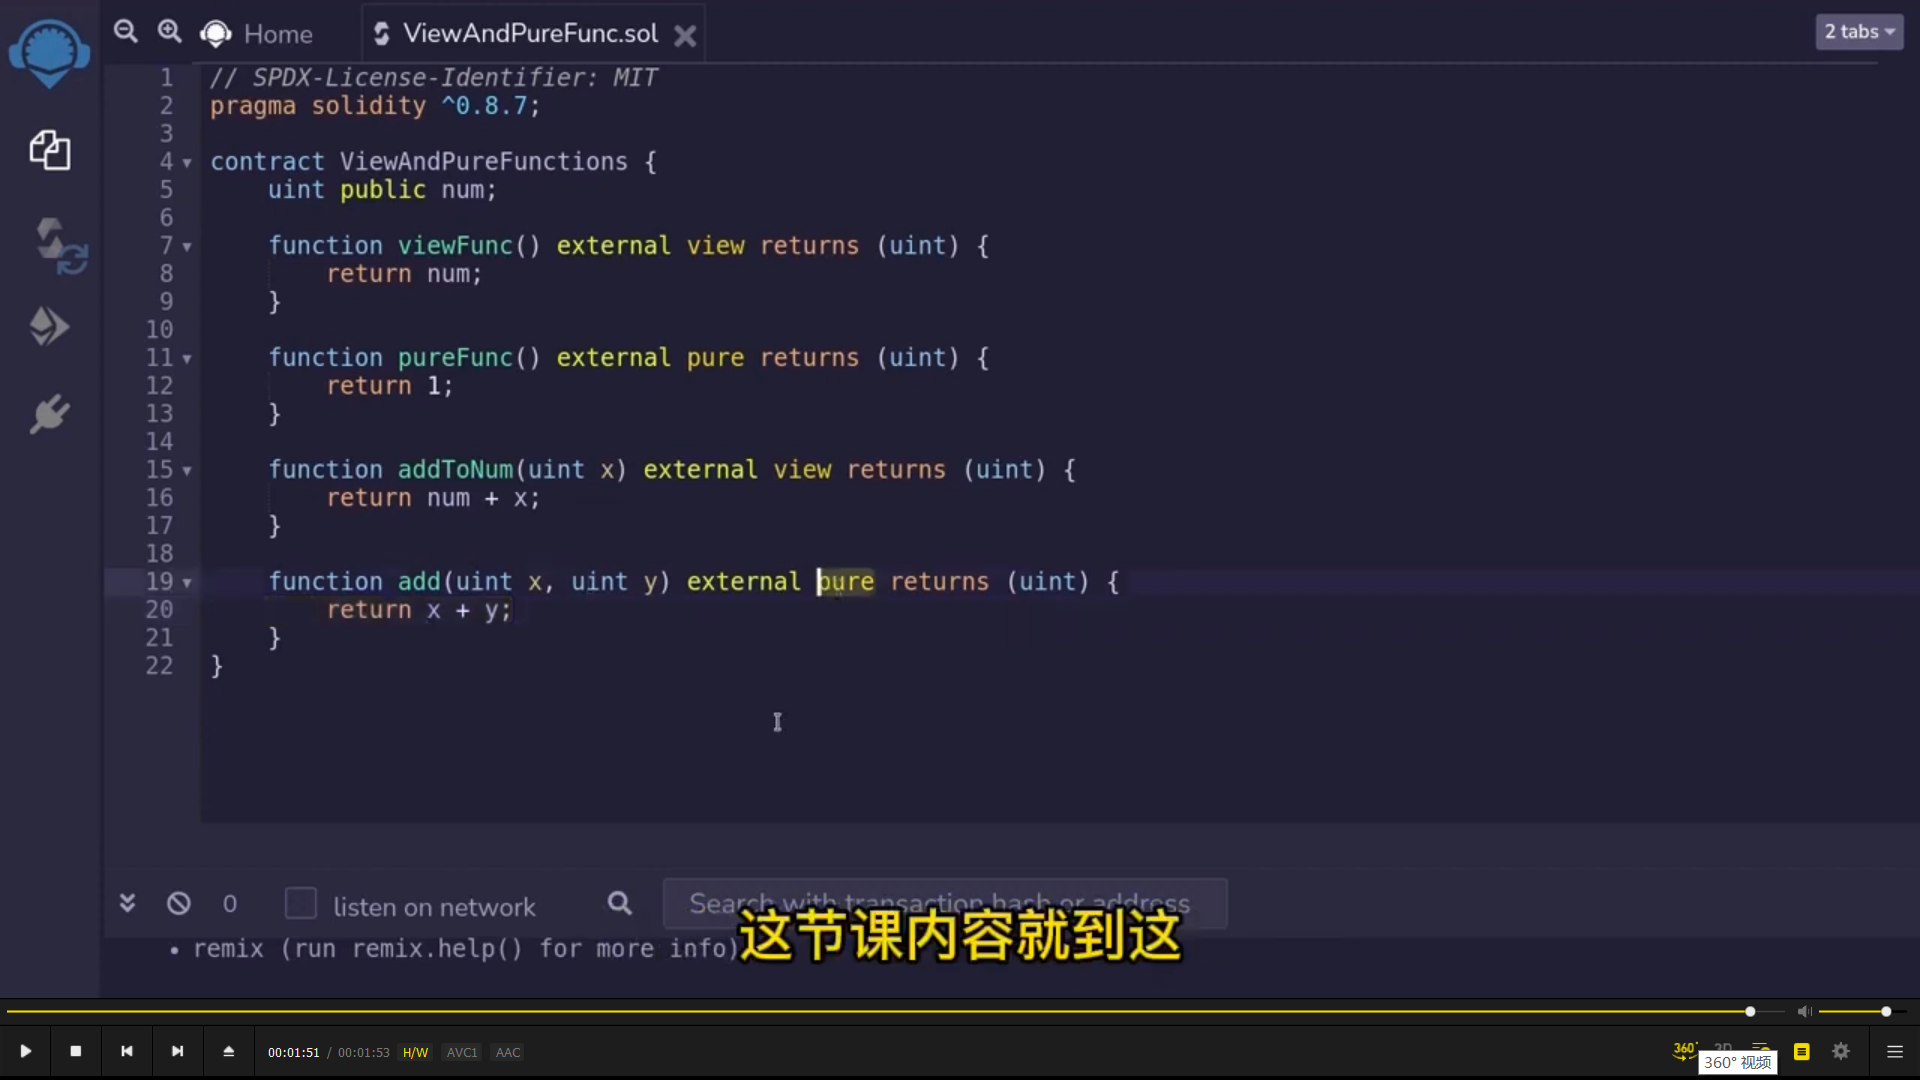 Home
ViewAndPureFunc.sol
2 tabs
1 // SPDX-License-Identifier: MIT
2 pragma solidity ^0.8.7;
3
4 contract ViewAndPureFunctions {
5 uint public num;
6
7 function viewFunc() external view returns (uint) {
8 return num;
9 }
10
11 function pureFunc() external pure returns (uint) {
12 return 1;
13 }
14
15 function addToNum(uint x) external view returns (uint) {
16 return num + x;
17 }
18
19 function add(uint x, uint y) external pure returns (uint) {
20 return x + y;
21 }
22 }
0 listen on network Search with transaction hash or address
• remix (run remix.help() for more info)
这节课内容就到这
00:01:51 / 00:01:53 H/W AVC1 AAC
360° 3D
360° 视频